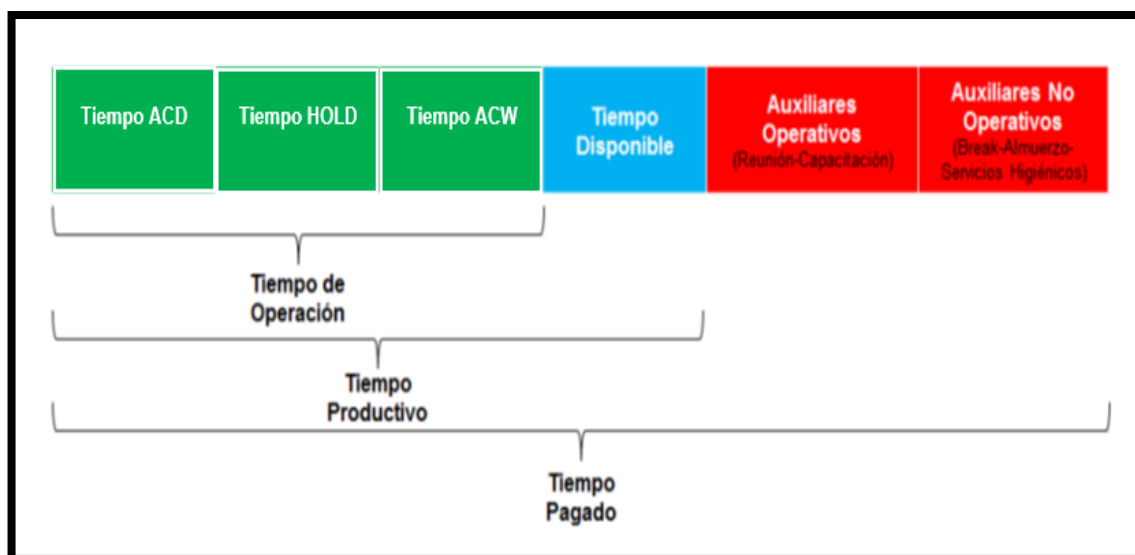 Tiempo ACD
Tiempo HOLD
Tiempo ACW
Tiempo
Disponible
Auxiliares
Operativos
(Reunión-Capacitación)
Auxiliares No
Operativos
(Break-Almuerzo-
Servicios Higiénicos)
Tiempo de
Operación
Tiempo
Productivo
Tiempo
Pagado